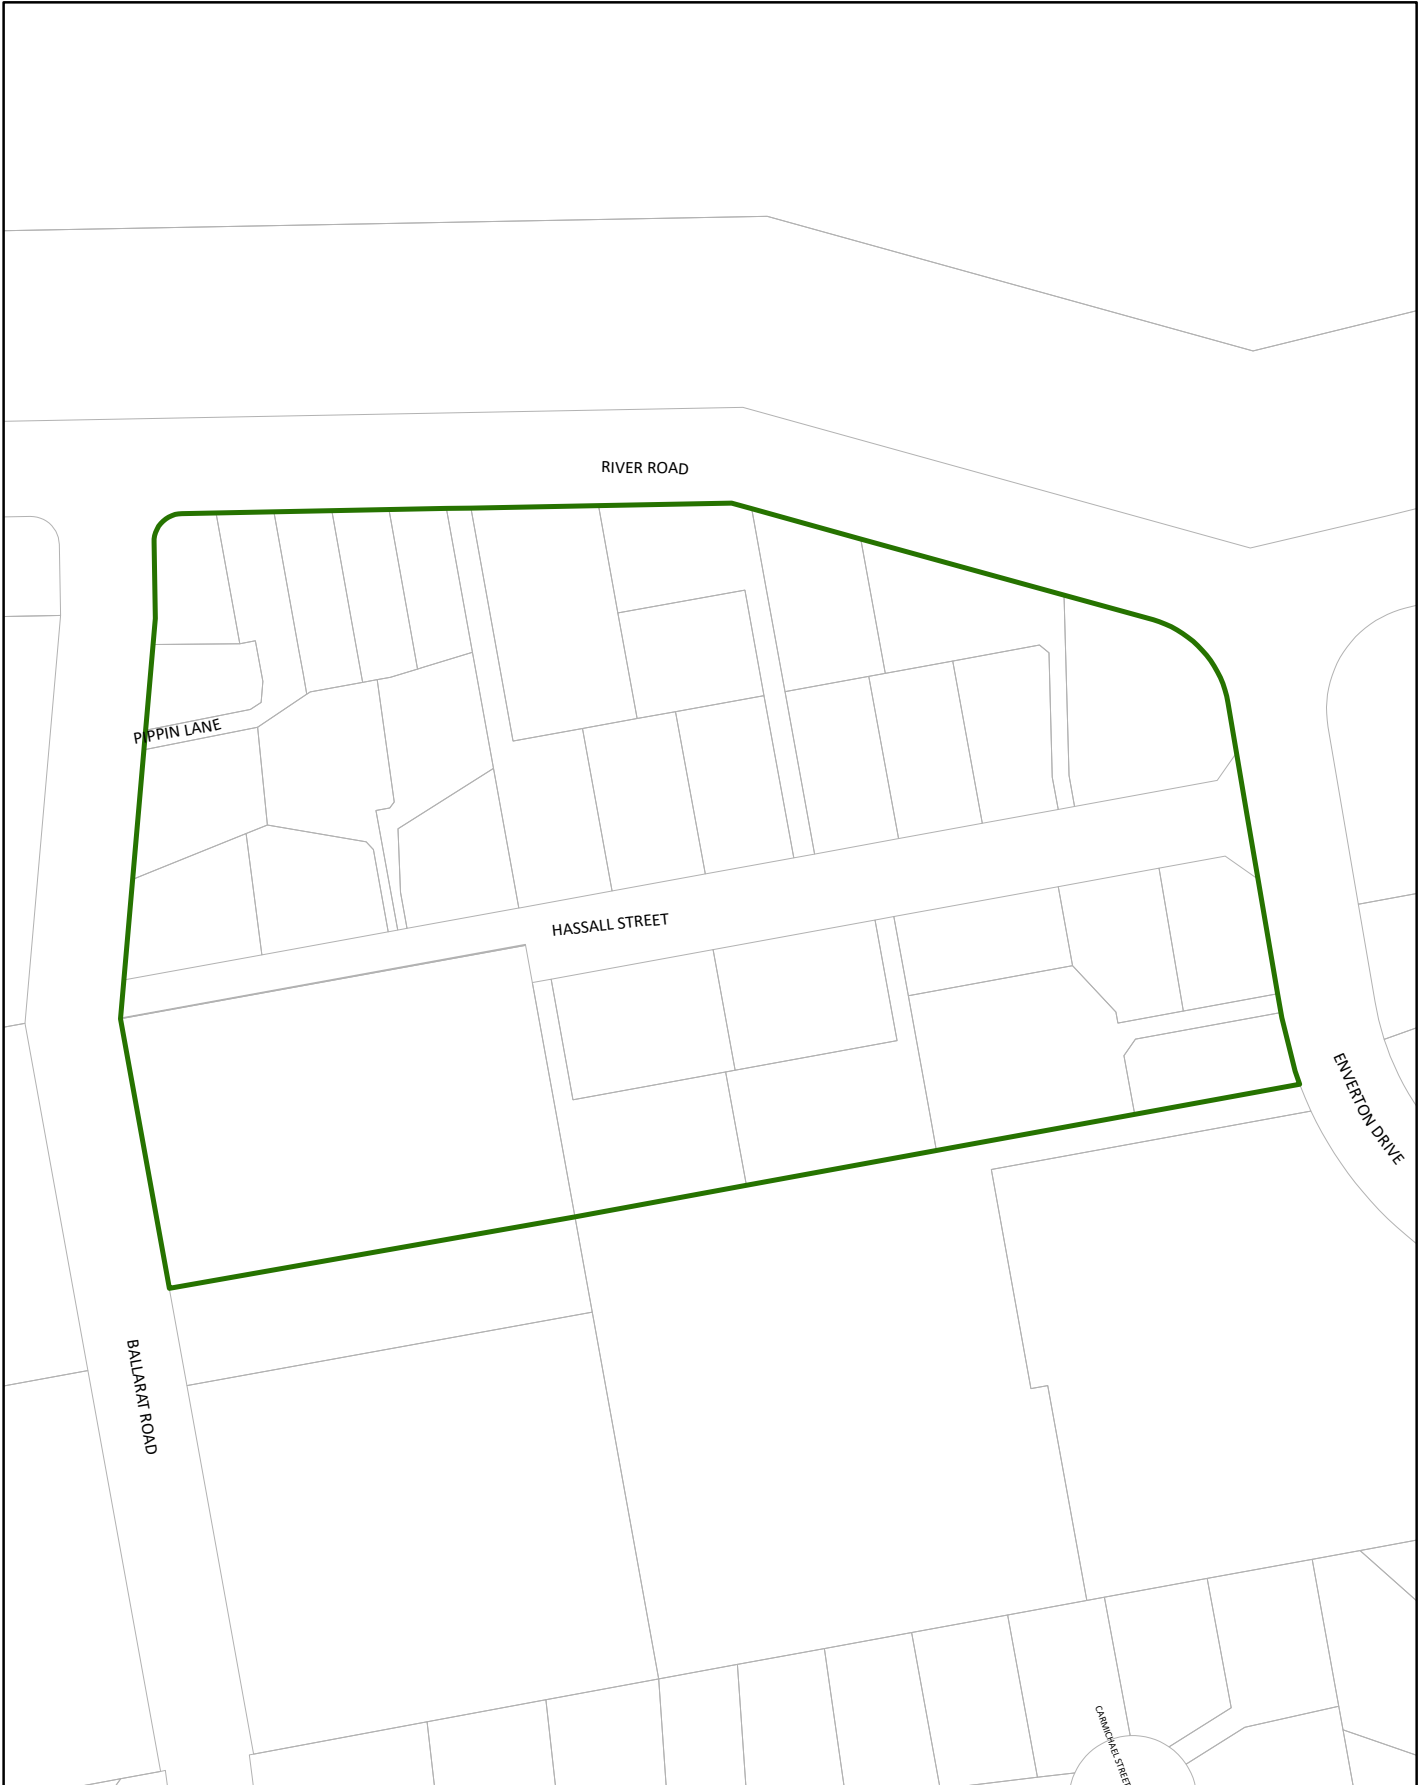 RIVER ROAD
PIPPIN LANE
HASSALL STREET
ENVERTON DRIVE
BALLARAT ROAD
CARMICHAEL STREET